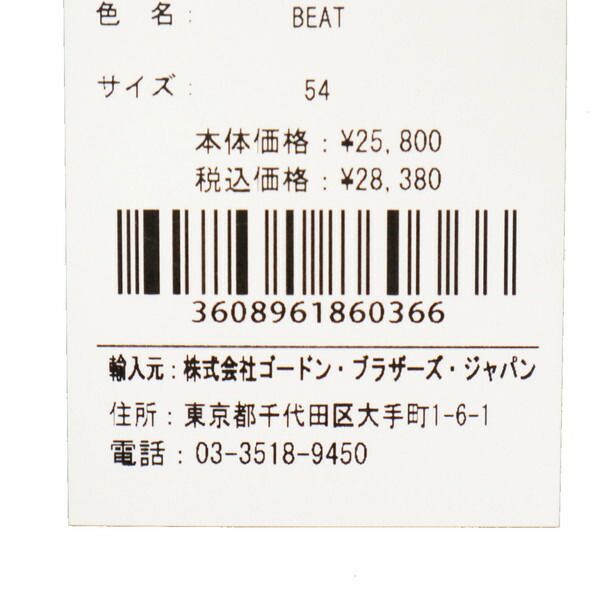 色 名: BEAT
サイズ: 54
本体価格:¥25,800
税込価格:¥28,380
3608961860366
輸入元:株式会社ゴードン・ブラザーズ・ジャパン
住所:東京都千代田区大手町1-6-1
電話:03-3518-9450